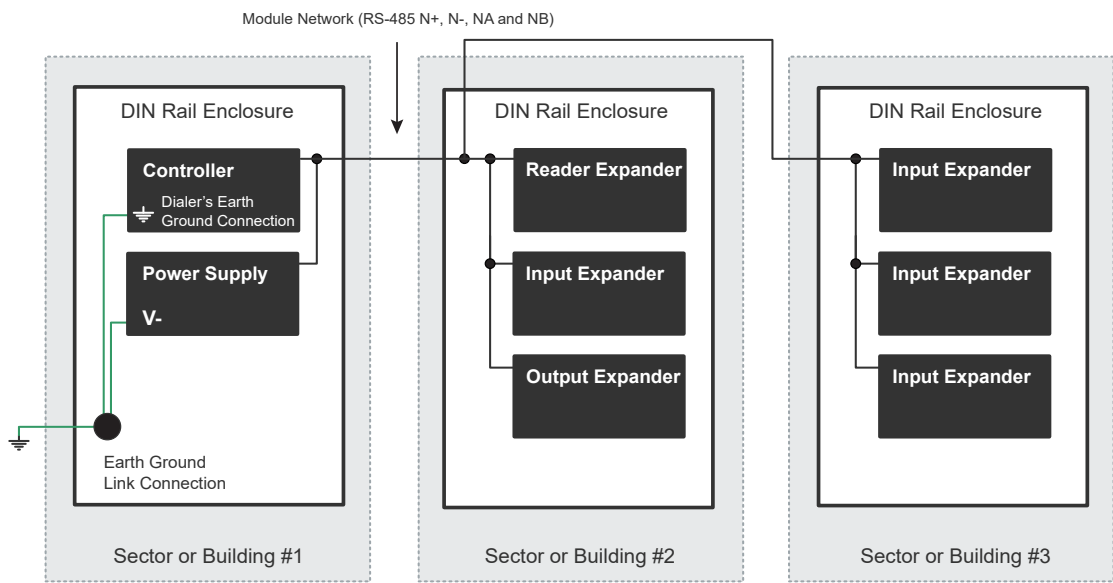 Module Network (RS-485 N+, N-, NA and NB)
DIN Rail Enclosure
Controller
Dialer's Earth
Ground Connection
Power Supply
V-
Earth Ground
Link Connection
Sector or Building #1
DIN Rail Enclosure
Reader Expander
Input Expander
Output Expander
Sector or Building #2
DIN Rail Enclosure
Input Expander
Input Expander
Input Expander
Sector or Building #3